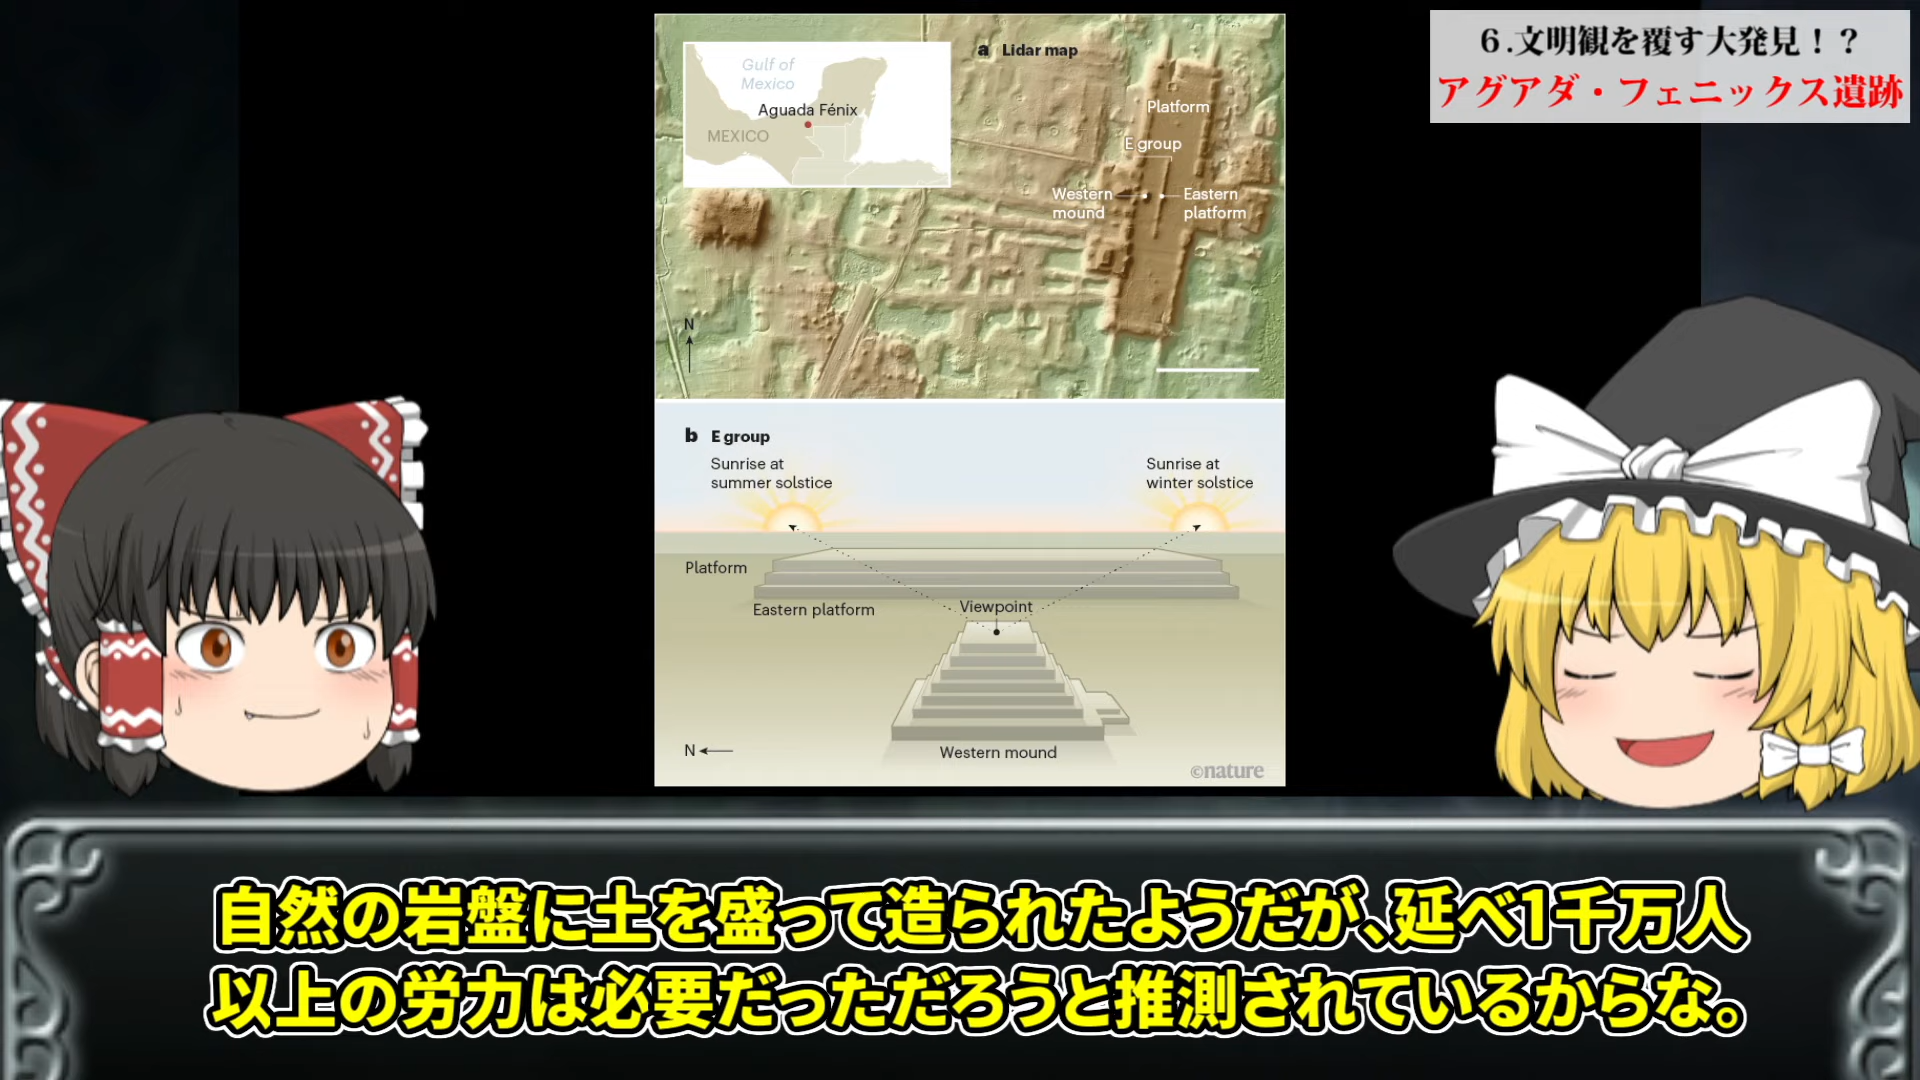 6.文明観を覆す大発見!?
アグアダ・フェニックス遺跡
a Lidar map
Gulf of
Mexico
Aguada Fénix
MEXICO
Platform
E group
Western
mound
Eastern
platform
N
b E group
Sunrise at
summer solstice
Sunrise at
winter solstice
Platform
Eastern platform
Viewpoint
N
Western mound
©nature
自然の岩盤に土を盛って造られたようだが、延べ1千万人
以上の労力は必要だっただろうと推測されているからな。